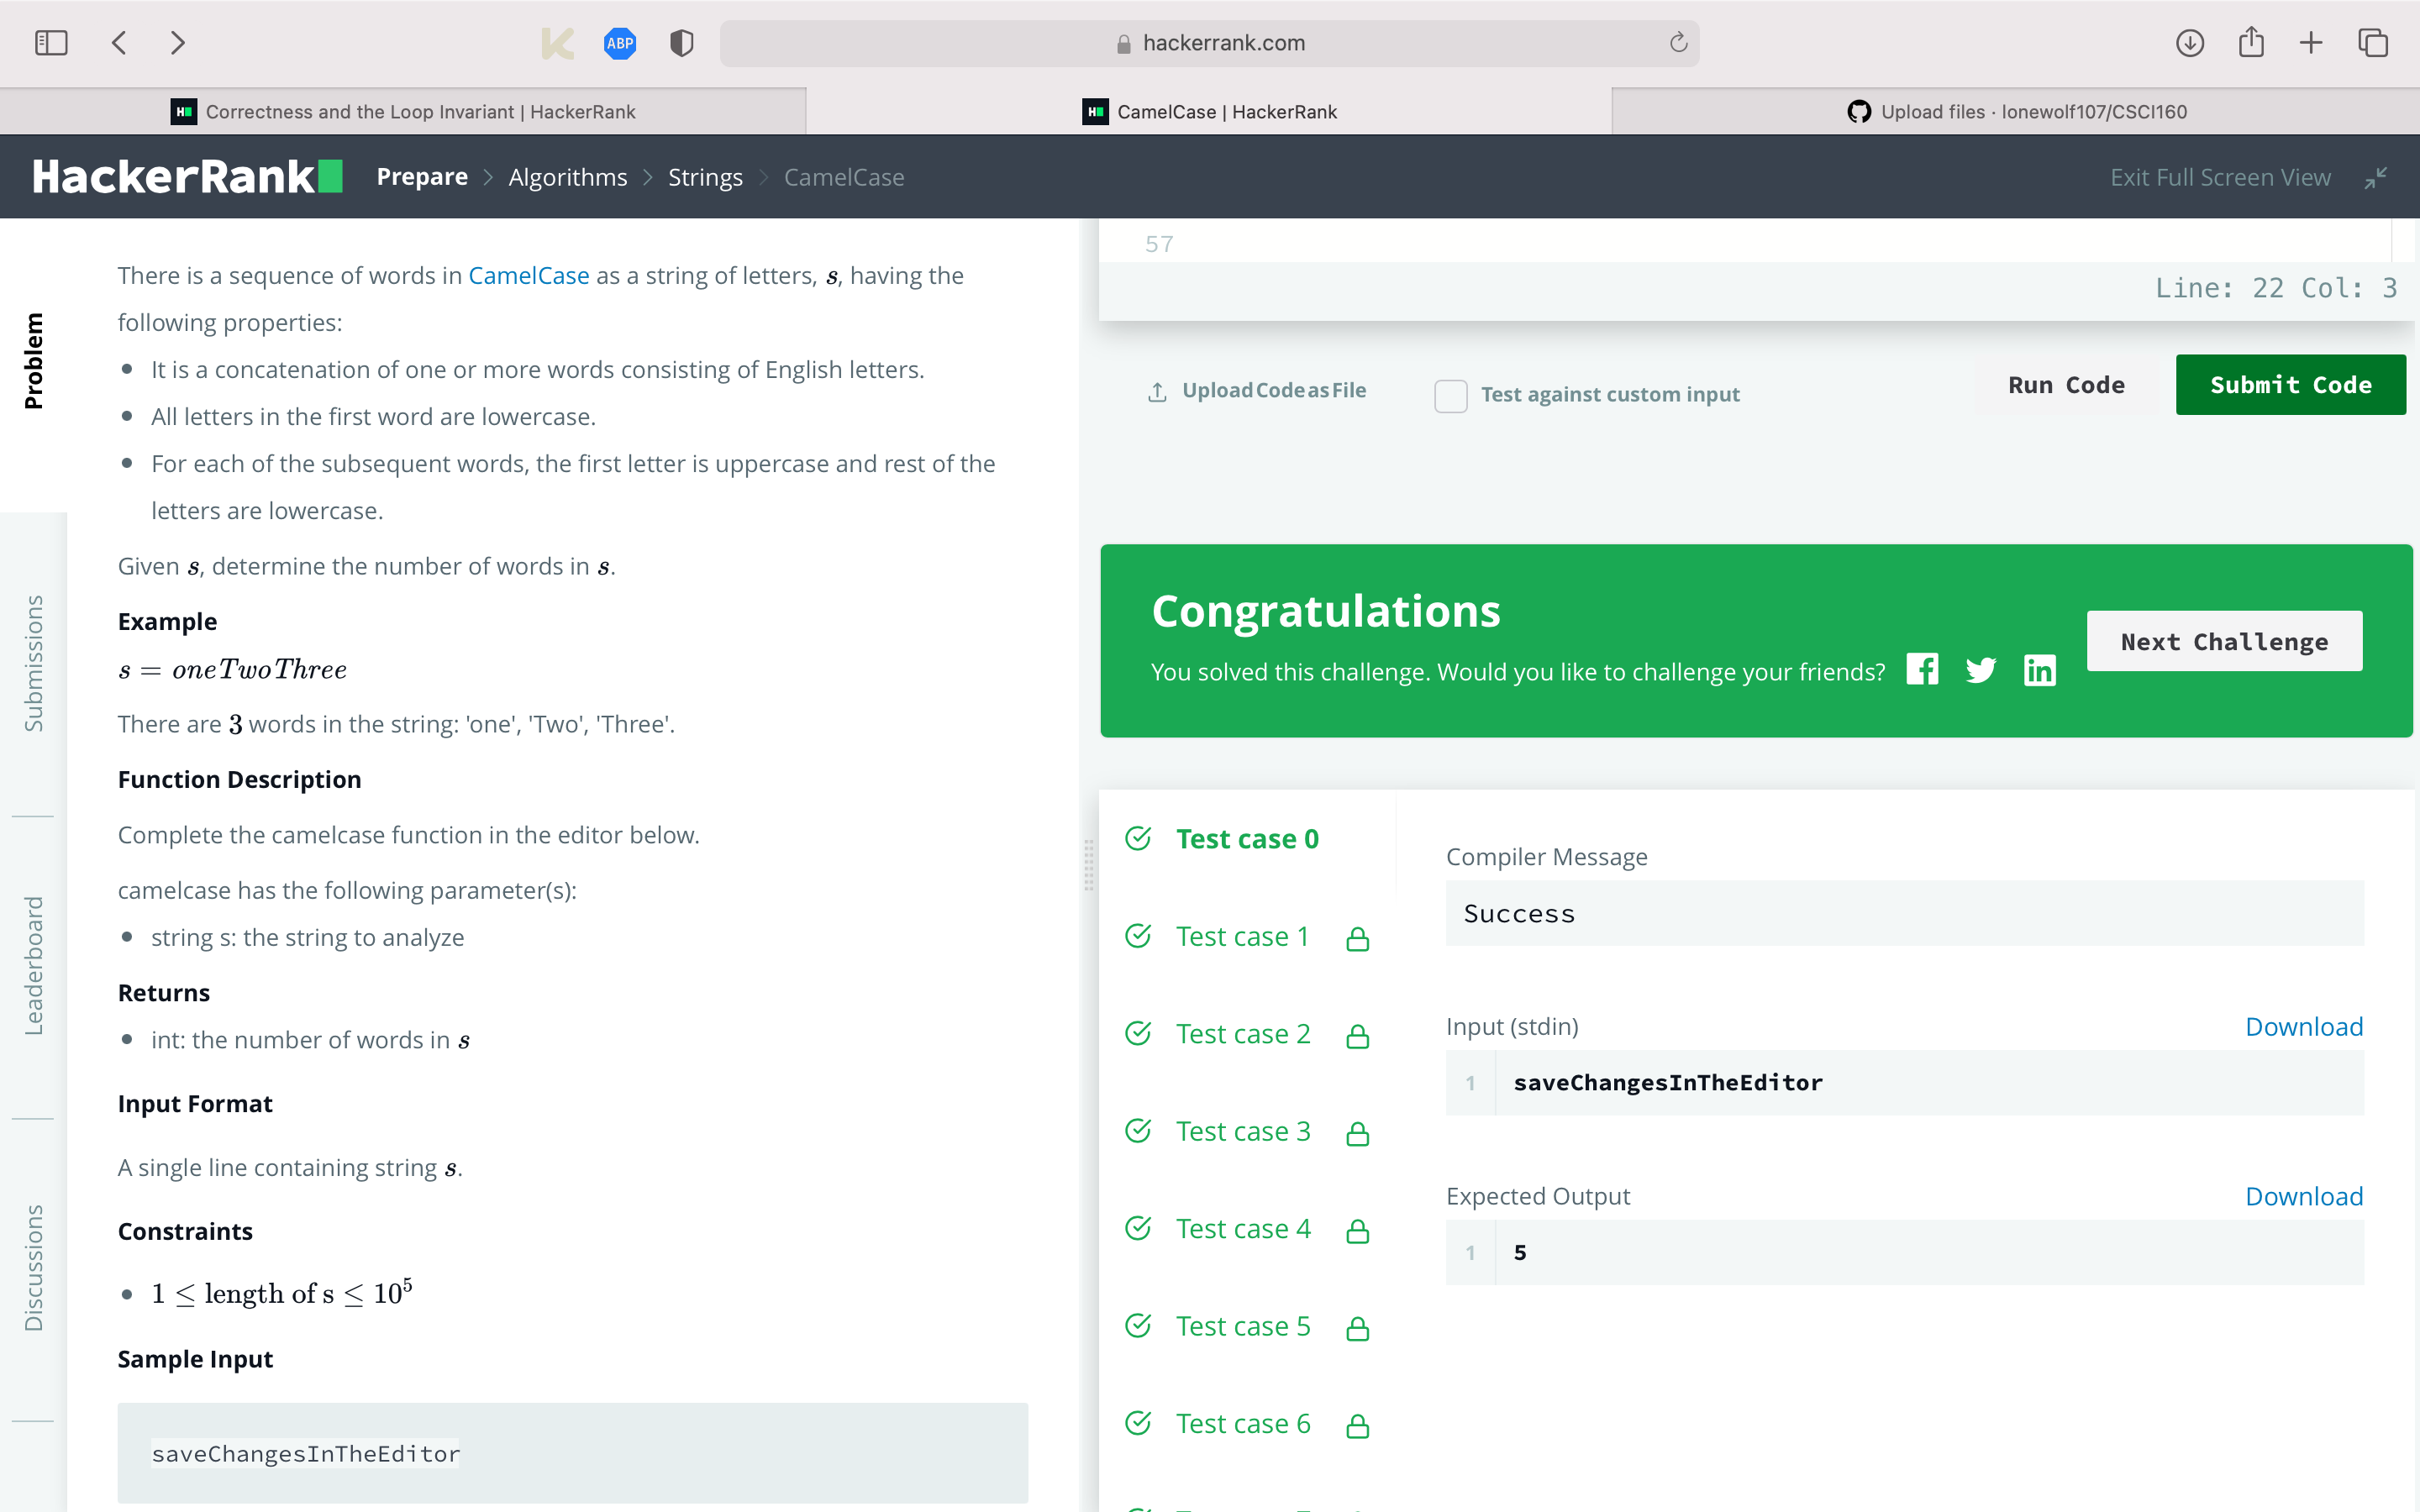 ABP
hackerrank.com
Correctness and the Loop Invariant | HackerRank
CamelCase | HackerRank
Upload files · lonewolf107/CSCI160
HackerRank
Prepare > Algorithms > Strings > CamelCase
Exit Full Screen View
Problem
Submissions
Leaderboard
Discussions
There is a sequence of words in CamelCase as a string of letters, s, having the
following properties:
• It is a concatenation of one or more words consisting of English letters.
• All letters in the first word are lowercase.
• For each of the subsequent words, the first letter is uppercase and rest of the
letters are lowercase.
Given s, determine the number of words in s.
Example
s = oneTwoThree
There are 3 words in the string: 'one', 'Two', 'Three'.
Function Description
Complete the camelcase function in the editor below.
camelcase has the following parameter(s):
• string s: the string to analyze
Returns
• int: the number of words in s
Input Format
A single line containing string s.
Constraints
• 1 ≤ length of s ≤ 10⁵
Sample Input
saveChangesInTheEditor
57
Line: 22 Col: 3
Upload Code as File
Test against custom input
Run Code
Submit Code
Congratulations
You solved this challenge. Would you like to challenge your friends?
Next Challenge
Test case 0
Test case 1
Test case 2
Test case 3
Test case 4
Test case 5
Test case 6
Compiler Message
Success
Input (stdin)
Download
1 saveChangesInTheEditor
Expected Output
Download
1 5